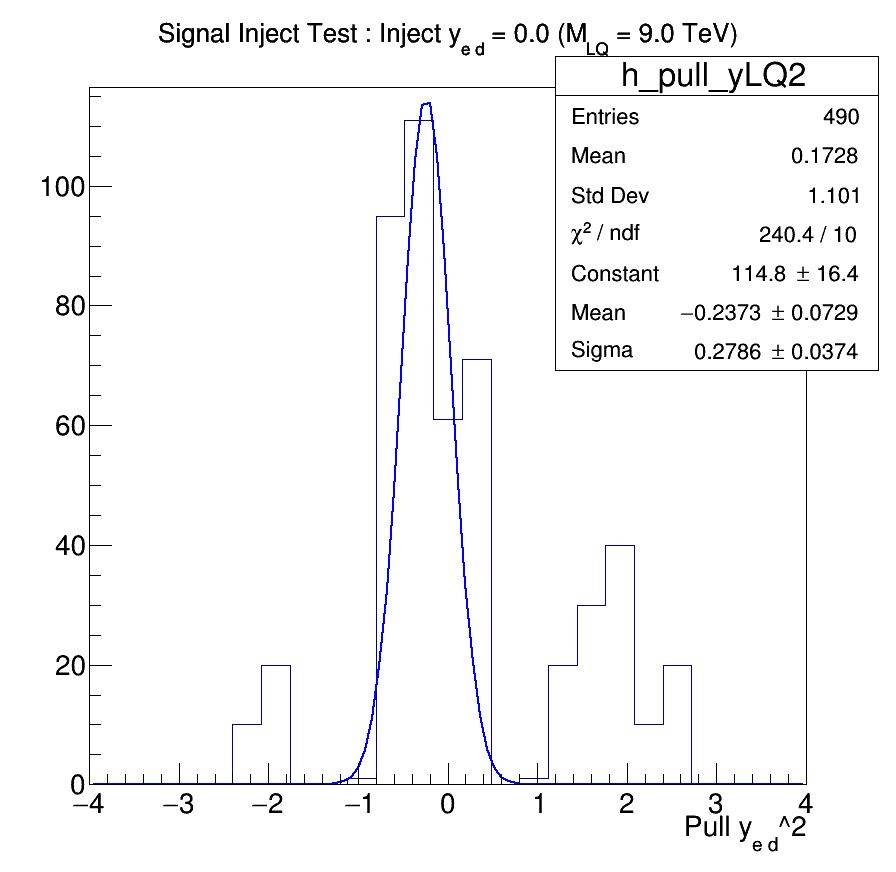 Signal Inject Test : Inject y_{e d} = 0.0 (M_{LQ} = 9.0 TeV)
h_pull_yLQ2
Entries 490
Mean 0.1728
Std Dev 1.101
χ² / ndf 240.4 / 10
Constant 114.8 ± 16.4
Mean −0.2373 ± 0.0729
Sigma 0.2786 ± 0.0374
100
80
60
40
20
0
−4 −3 −2 −1 0 1 2 3 4
Pull y_{e d}^2